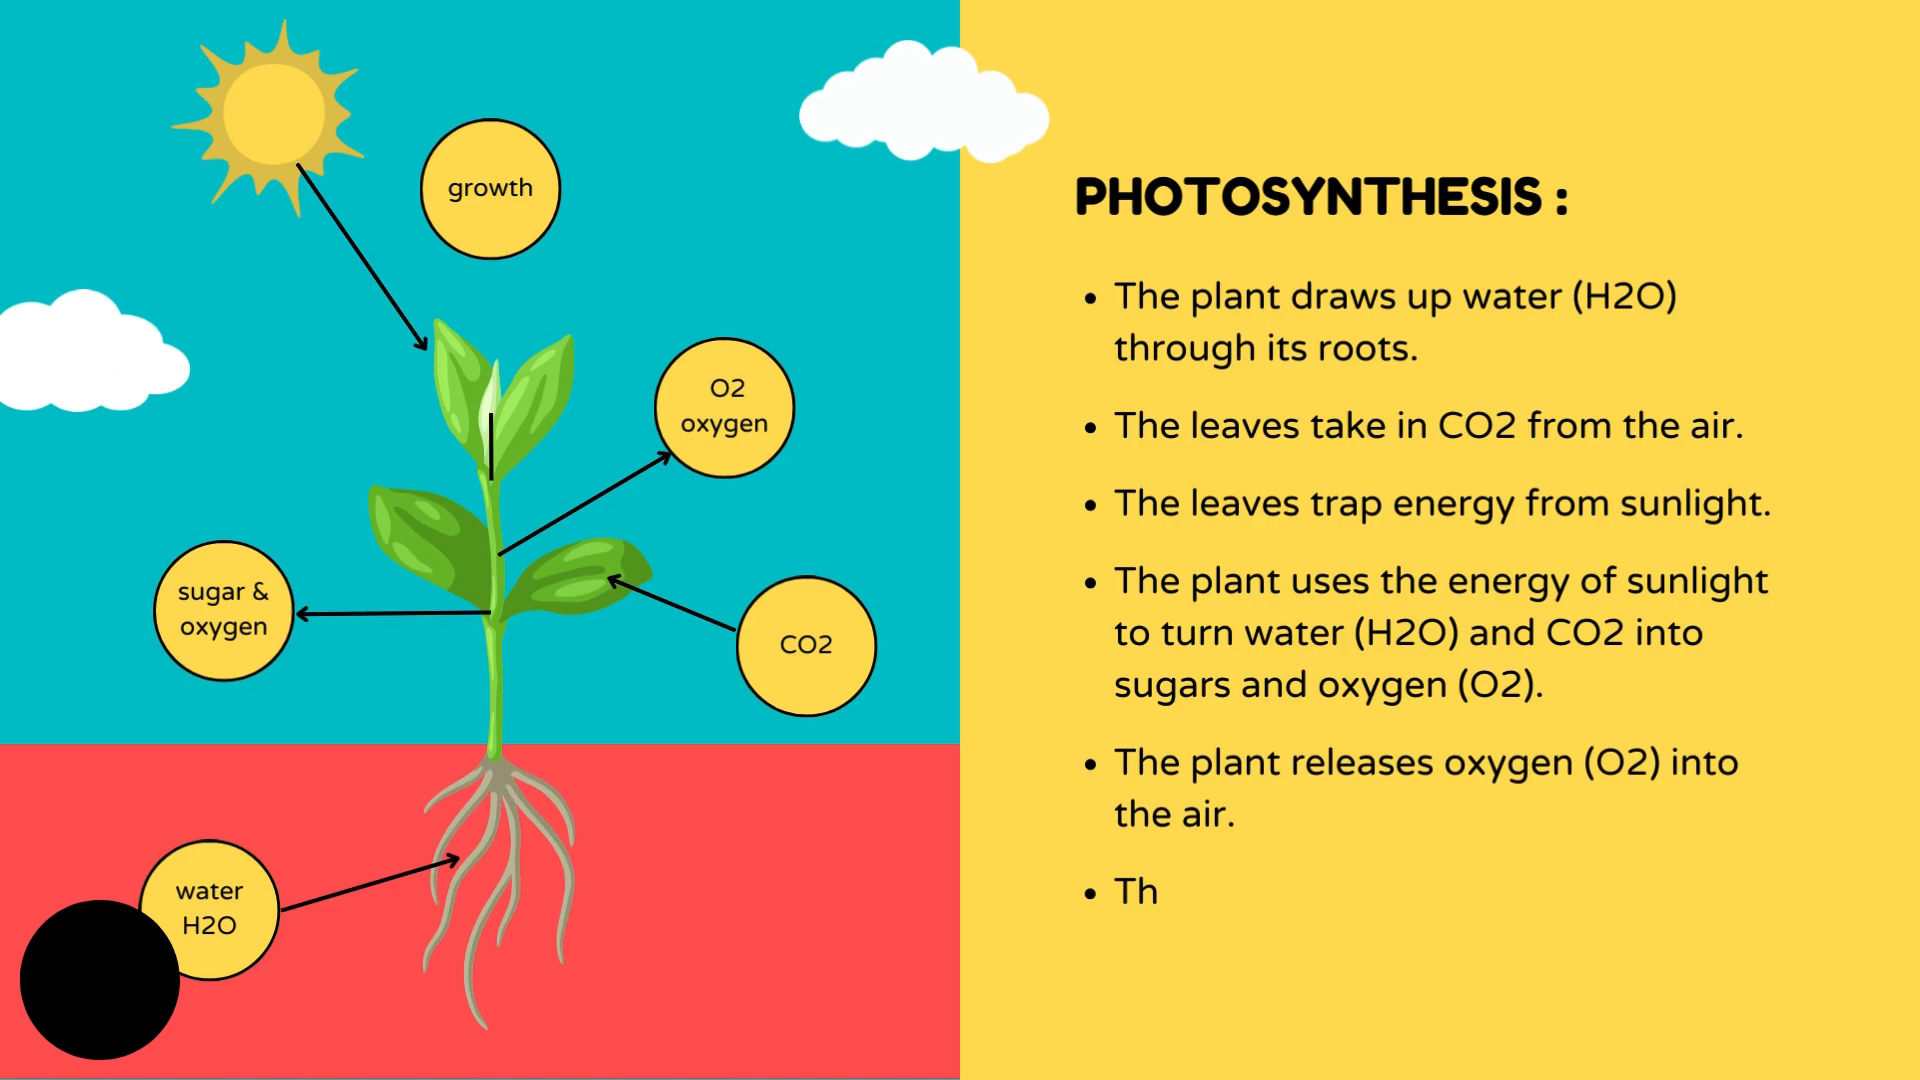 growth
O2
oxygen
sugar &
oxygen
CO2
water
H2O
PHOTOSYNTHESIS :
• The plant draws up water (H2O)
through its roots.
• The leaves take in CO2 from the air.
• The leaves trap energy from sunlight.
• The plant uses the energy of sunlight
to turn water (H2O) and CO2 into
sugars and oxygen (O2).
• The plant releases oxygen (O2) into
the air.
• Th